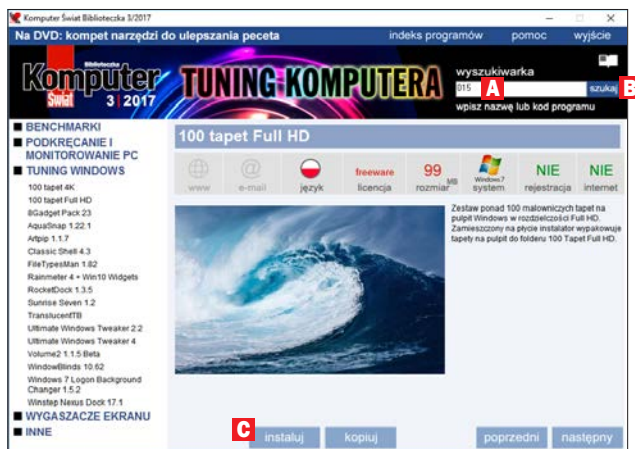 Komputer Świat Biblioteczka 3/2017
Na DVD: kompet narzędzi do ulepszania peceta
indeks programów pomoc wyjście
Biblioteczka
Komputer
Świat 3|2017
TUNING KOMPUTERA
wyszukiwarka
015 A szukaj B
wpisz nazwę lub kod programu
BENCHMARKI
PODKRĘCANIE I
MONITOROWANIE PC
TUNING WINDOWS
100 tapet 4K
100 tapet Full HD
8Gadget Pack 23
AquaSnap 1.22.1
Artpip 1.1.7
Classic Shell 4.3
FileTypesMan 1.82
Rainmeter 4 + Win10 Widgets
RocketDock 1.3.5
Sunrise Seven 1.2
TranslucentTB
Ultimate Windows Tweaker 2.2
Ultimate Windows Tweaker 4
Volume2 1.1.5 Beta
WindowBlinds 10.62
Windows 7 Logon Background
Changer 1.5.2
Winstep Nexus Dock 17.1
WYGASZACZE EKRANU
INNE
100 tapet Full HD
@ freeware 99 MB Windows 7 NIE NIE
www e-mail język licencja rozmiar system rejestracja internet
Zestaw ponad 100 malowniczych tapet na
pulpit Windows w rozdzielczości Full HD.
Zamieszczony na płycie instalator wypakowuje
tapety na pulpit do folderu 100 Tapet Full HD.
C instaluj kopiuj poprzedni następny